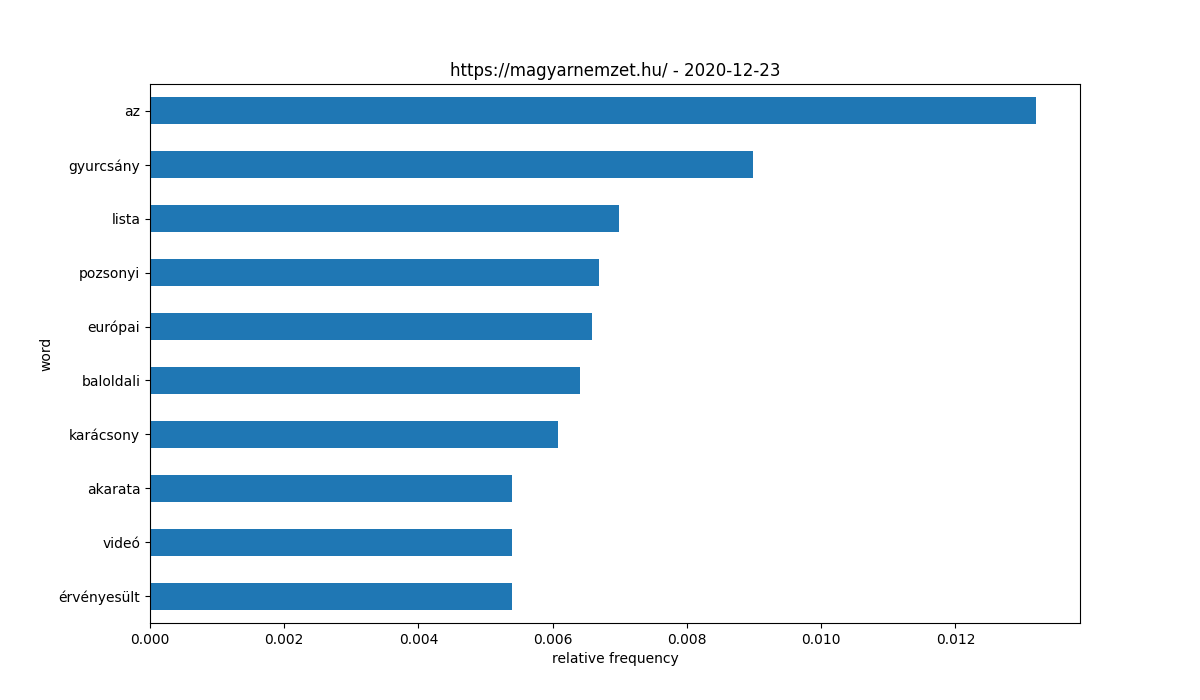 https://magyarnemzet.hu/ - 2020-12-23
az
gyurcsány
lista
pozsonyi
európai
baloldali
karácsony
akarata
videó
érvényesült
word
0.000 0.002 0.004 0.006 0.008 0.010 0.012
relative frequency